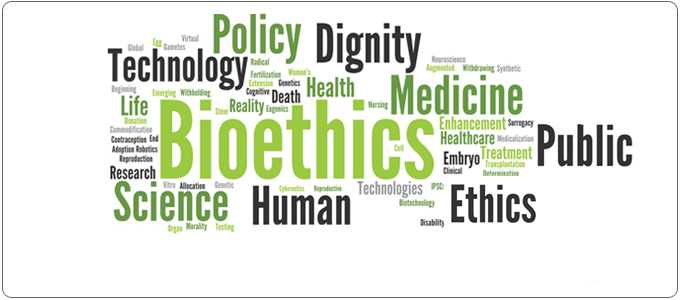 Virtual
Egg
Global
Gametes
Policy
Dignity
Technology
Radical
Fertilization
Women's
Extension
Genetics
Cognitive
Death
Health
Neuroscience
Augmented
Withdrawing
Synthetic
Beginning
Emerging
Withholding
Life
Donation
Stem
Reality
Eugenics
Nursing
Medicine
Commodification
Contraception
End
Adoption
Robotics
Reproduction
Bioethics
Cell
Enhancement
Surrogacy
Healthcare
Medicalization
Public
Embryo
Treatment
Clinical
Transplantation
Determination
Research
Vitro
Allocation
Genetic
Cybernetics
Reproductive
Technologies
IPSC
Biotechnology
Science
Human
Ethics
Disability
Organ
Morality
Testing